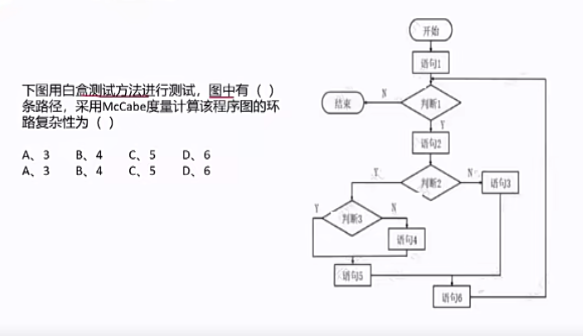 下图用白盒测试方法进行测试，图中有（ ）
条路径，采用McCabe度量计算该程序图的环
路复杂性为（ ）
A、3 B、4 C、5 D、6
A、3 B、4 C、5 D、6
开始
语句1
结束
N
判断1
Y
语句2
Y
判断2
N
语句3
Y
判断3
N
语句4
语句5
语句6